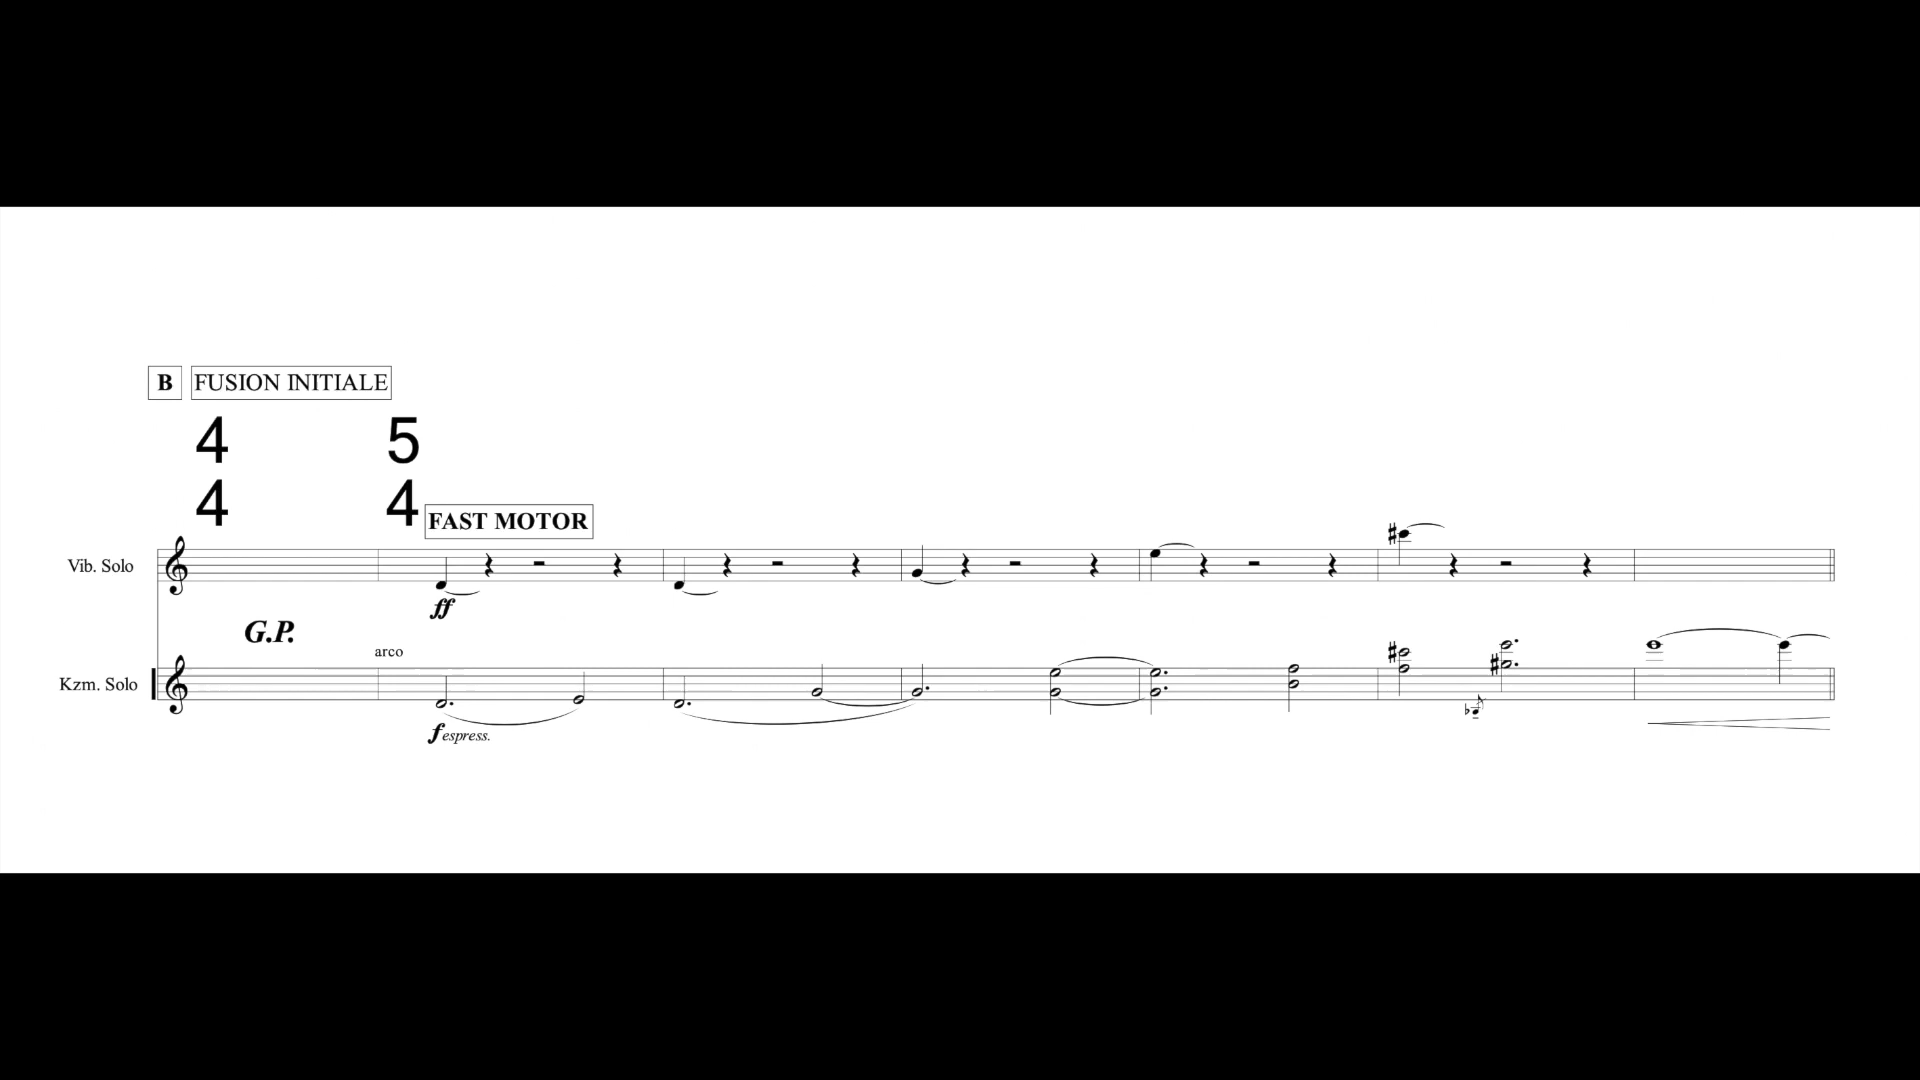 B FUSION INITIALE
4 5
4 4 FAST MOTOR
Vib. Solo
ff
G.P.
arco
Kzm. Solo
f espress.